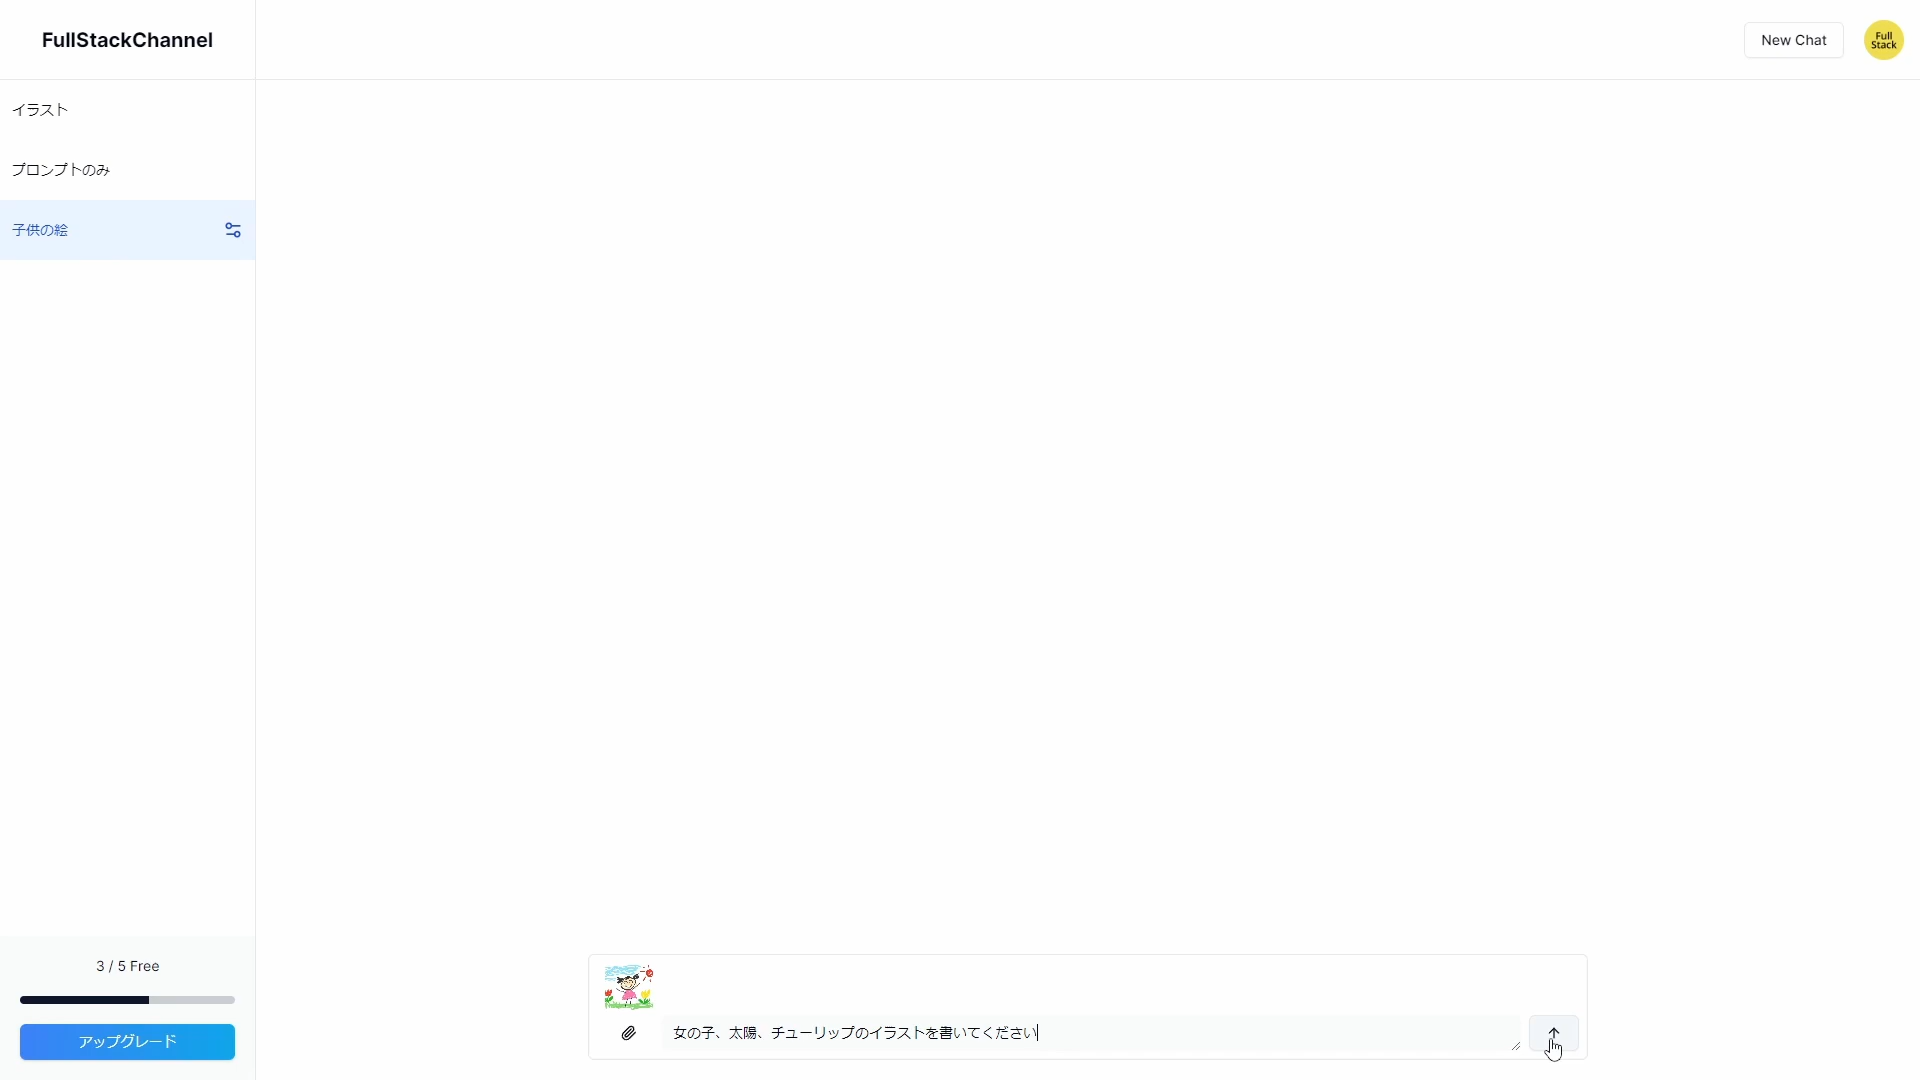 FullStackChannel
New Chat
Full
Stack
イラスト
プロンプトのみ
子供の絵
3 / 5 Free
アップグレード
女の子、太陽、チューリップのイラストを書いてください